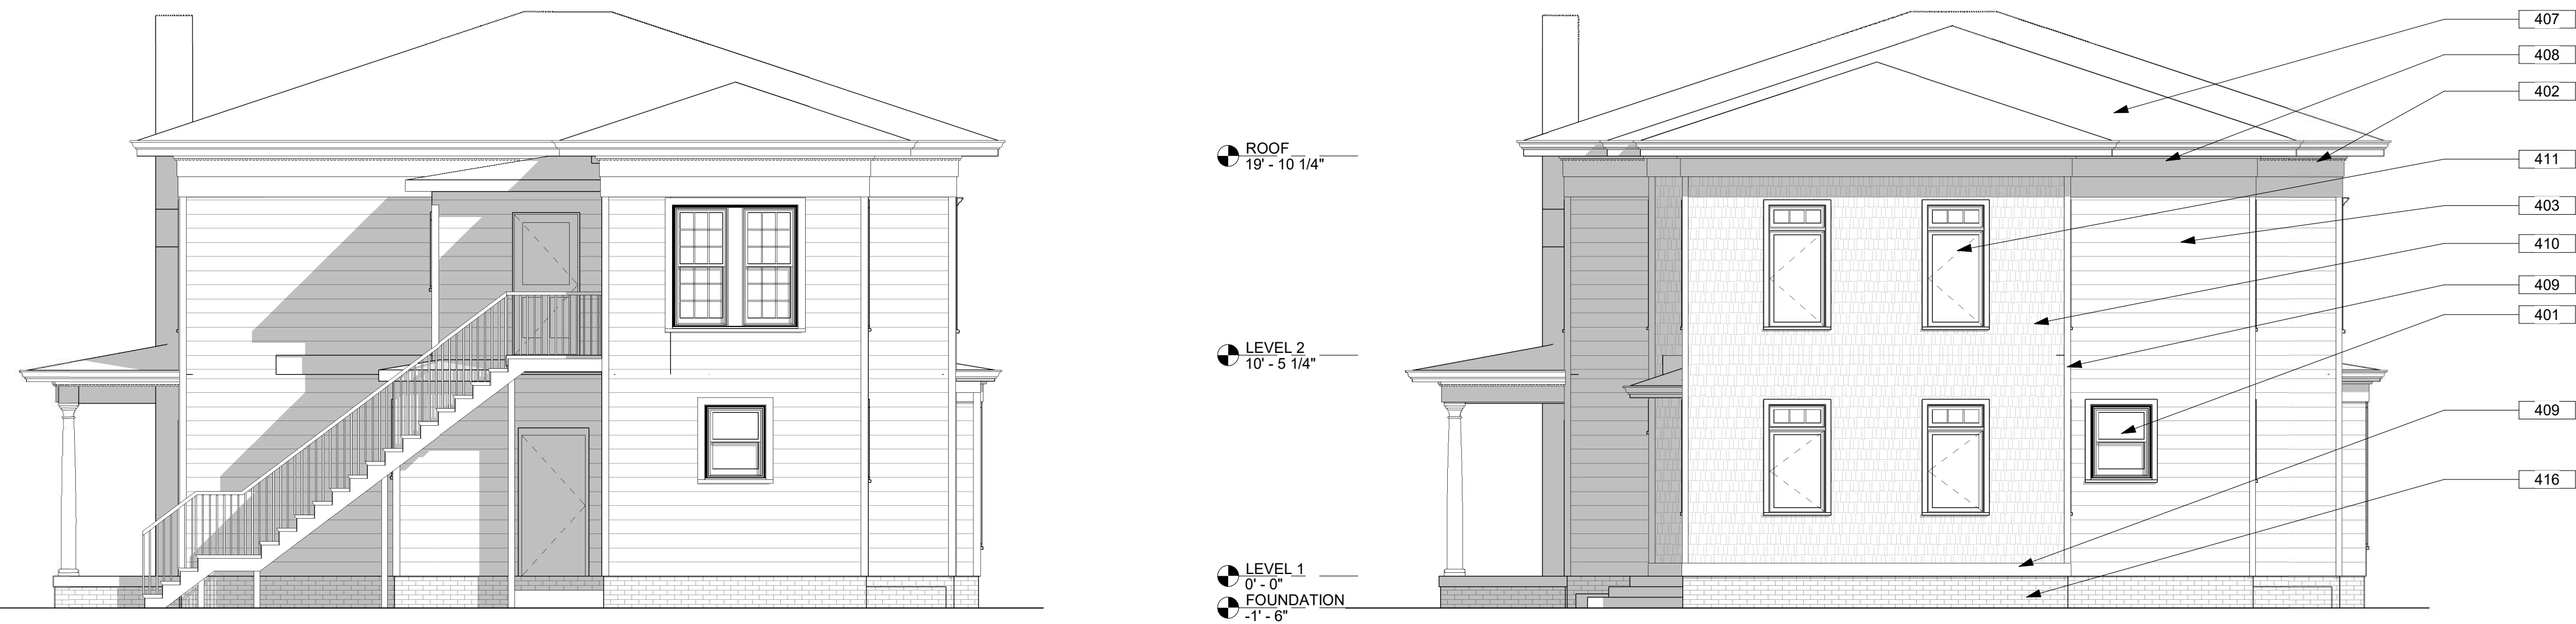 407
408
402
ROOF
19' - 10 1/4"
411
403
410
409
401
LEVEL 2
10' - 5 1/4"
409
416
LEVEL 1
0' - 0"
FOUNDATION
-1' - 6"